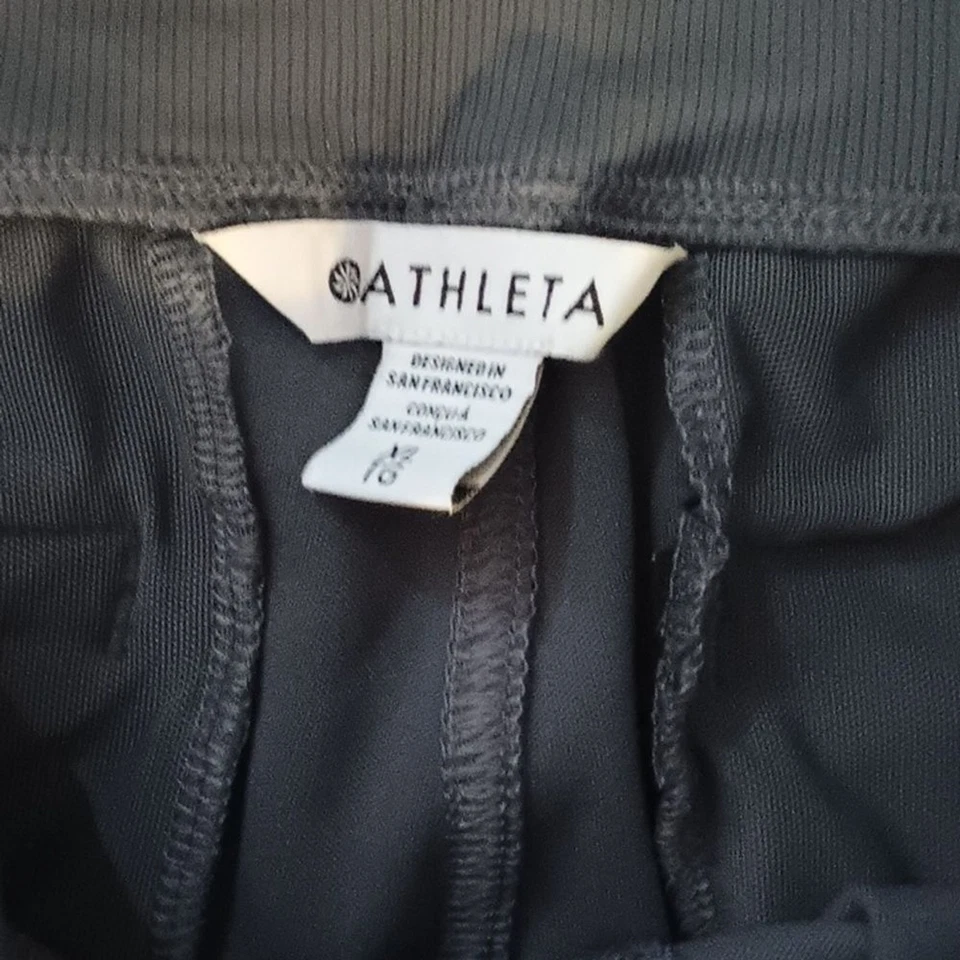 ATHLETA
DESIGNED IN
SAN FRANCISCO
CONÇU À
SAN FRANCISCO